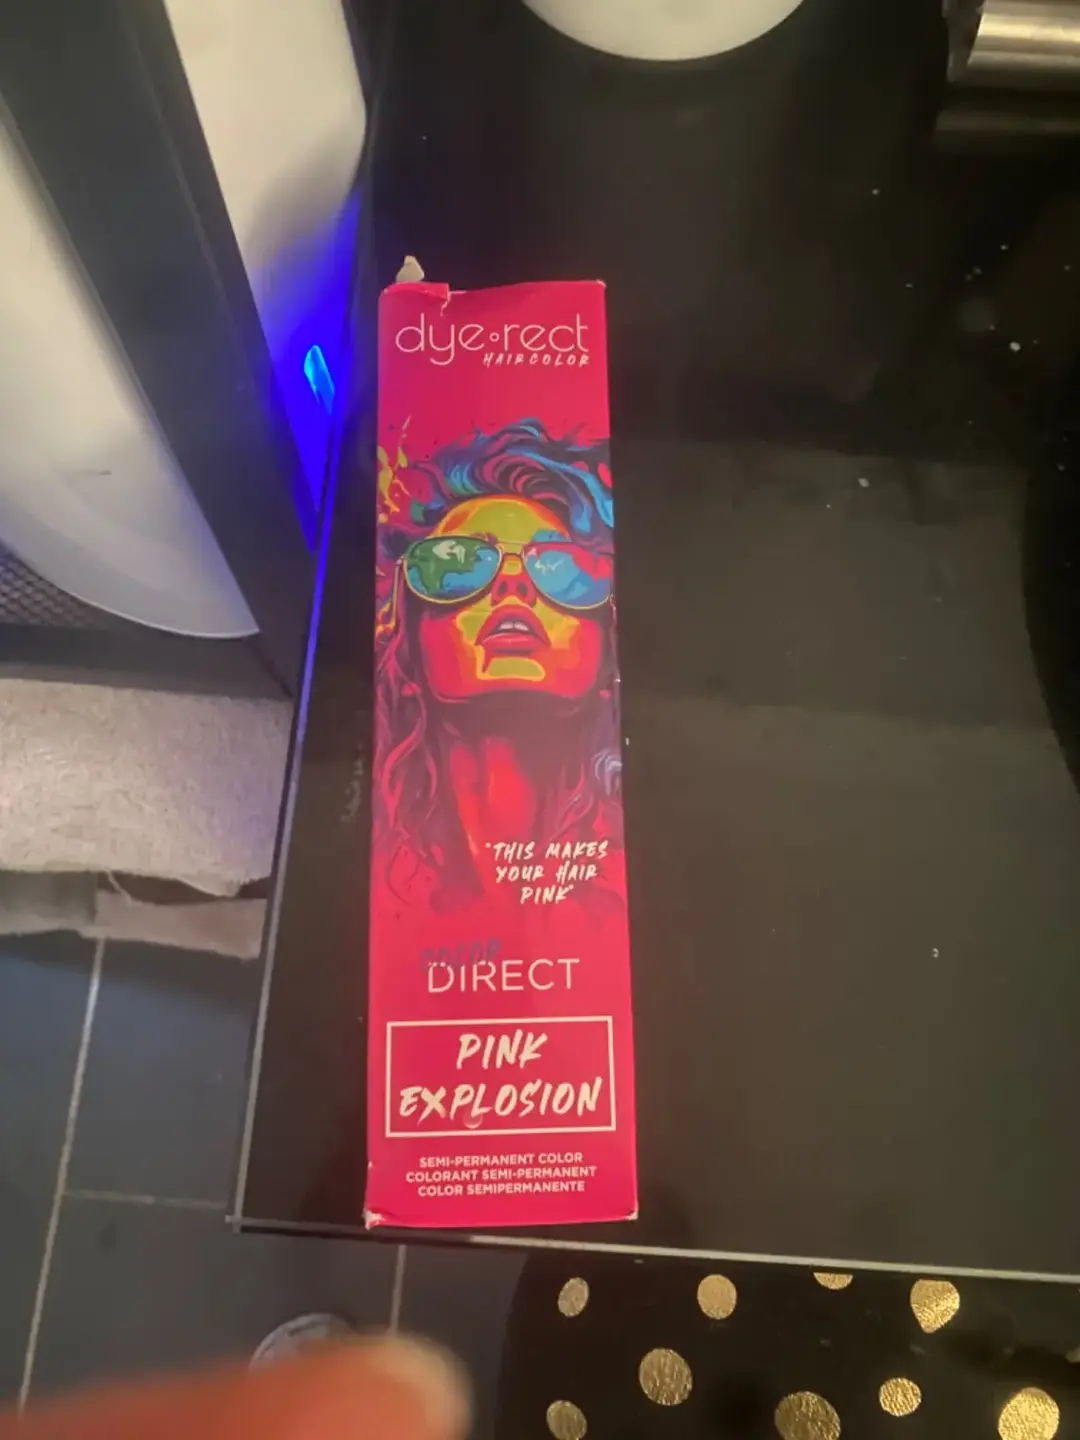 dye•rect
HAIRCOLOR
"THIS MAKES
YOUR HAIR
PINK"
COLOR
DIRECT
PINK
EXPLOSION
SEMI-PERMANENT COLOR
COLORANT SEMI-PERMANENT
COLOR SEMIPERMANENTE